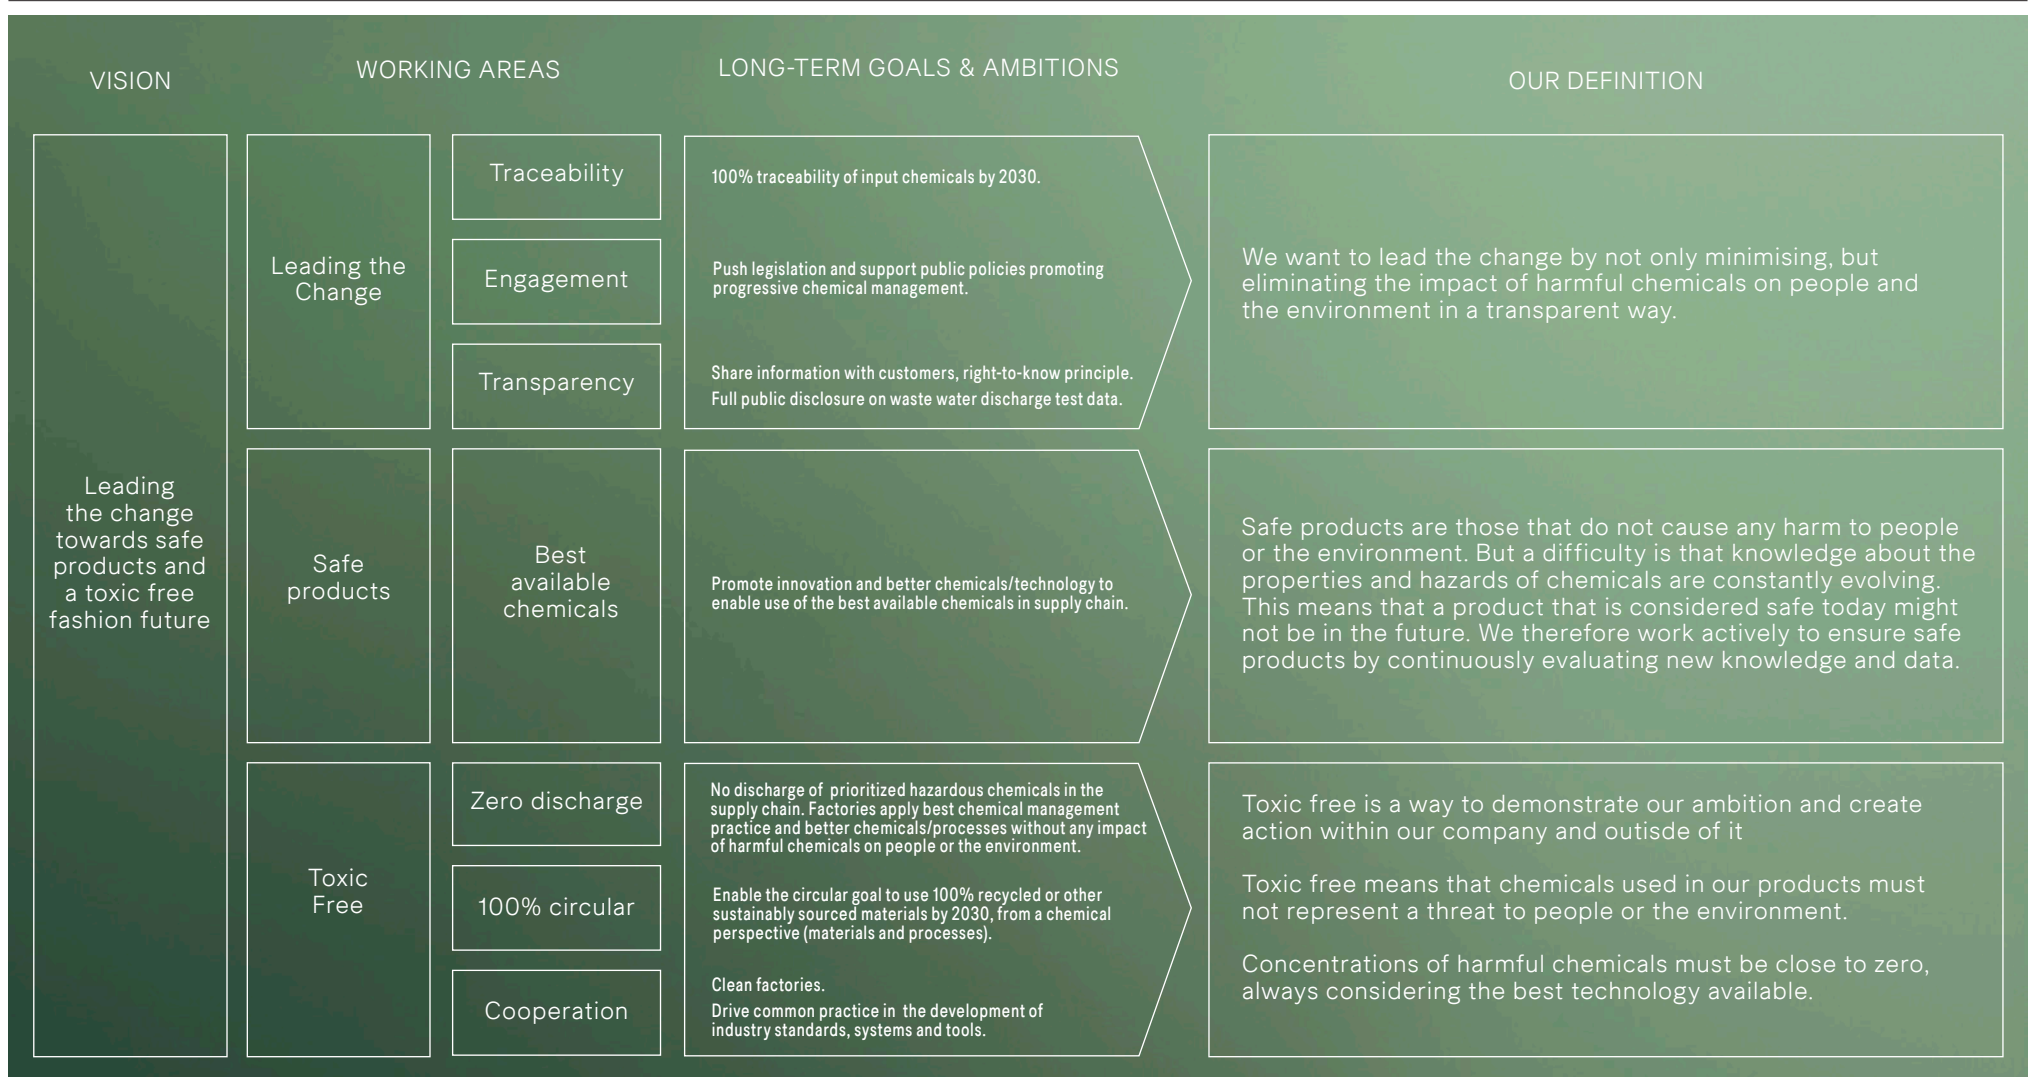 VISION
WORKING AREAS
LONG-TERM GOALS & AMBITIONS
OUR DEFINITION
Leading
the change
towards safe
products and
a toxic free
fashion future
Leading the
Change
Traceability
100% traceability of input chemicals by 2030.
Engagement
Push legislation and support public policies promoting
progressive chemical management.
Transparency
Share information with customers, right-to-know principle.
Full public disclosure on waste water discharge test data.
We want to lead the change by not only minimising, but
eliminating the impact of harmful chemicals on people and
the environment in a transparent way.
Safe
products
Best
available
chemicals
Promote innovation and better chemicals/technology to
enable use of the best available chemicals in supply chain.
Safe products are those that do not cause any harm to people
or the environment. But a difficulty is that knowledge about the
properties and hazards of chemicals are constantly evolving.
This means that a product that is considered safe today might
not be in the future. We therefore work actively to ensure safe
products by continuously evaluating new knowledge and data.
Toxic
Free
Zero discharge
No discharge of prioritized hazardous chemicals in the
supply chain. Factories apply best chemical management
practice and better chemicals/processes without any impact
of harmful chemicals on people or the environment.
100% circular
Enable the circular goal to use 100% recycled or other
sustainably sourced materials by 2030, from a chemical
perspective (materials and processes).
Cooperation
Clean factories.
Drive common practice in the development of
industry standards, systems and tools.
Toxic free is a way to demonstrate our ambition and create
action within our company and outisde of it
Toxic free means that chemicals used in our products must
not represent a threat to people or the environment.
Concentrations of harmful chemicals must be close to zero,
always considering the best technology available.